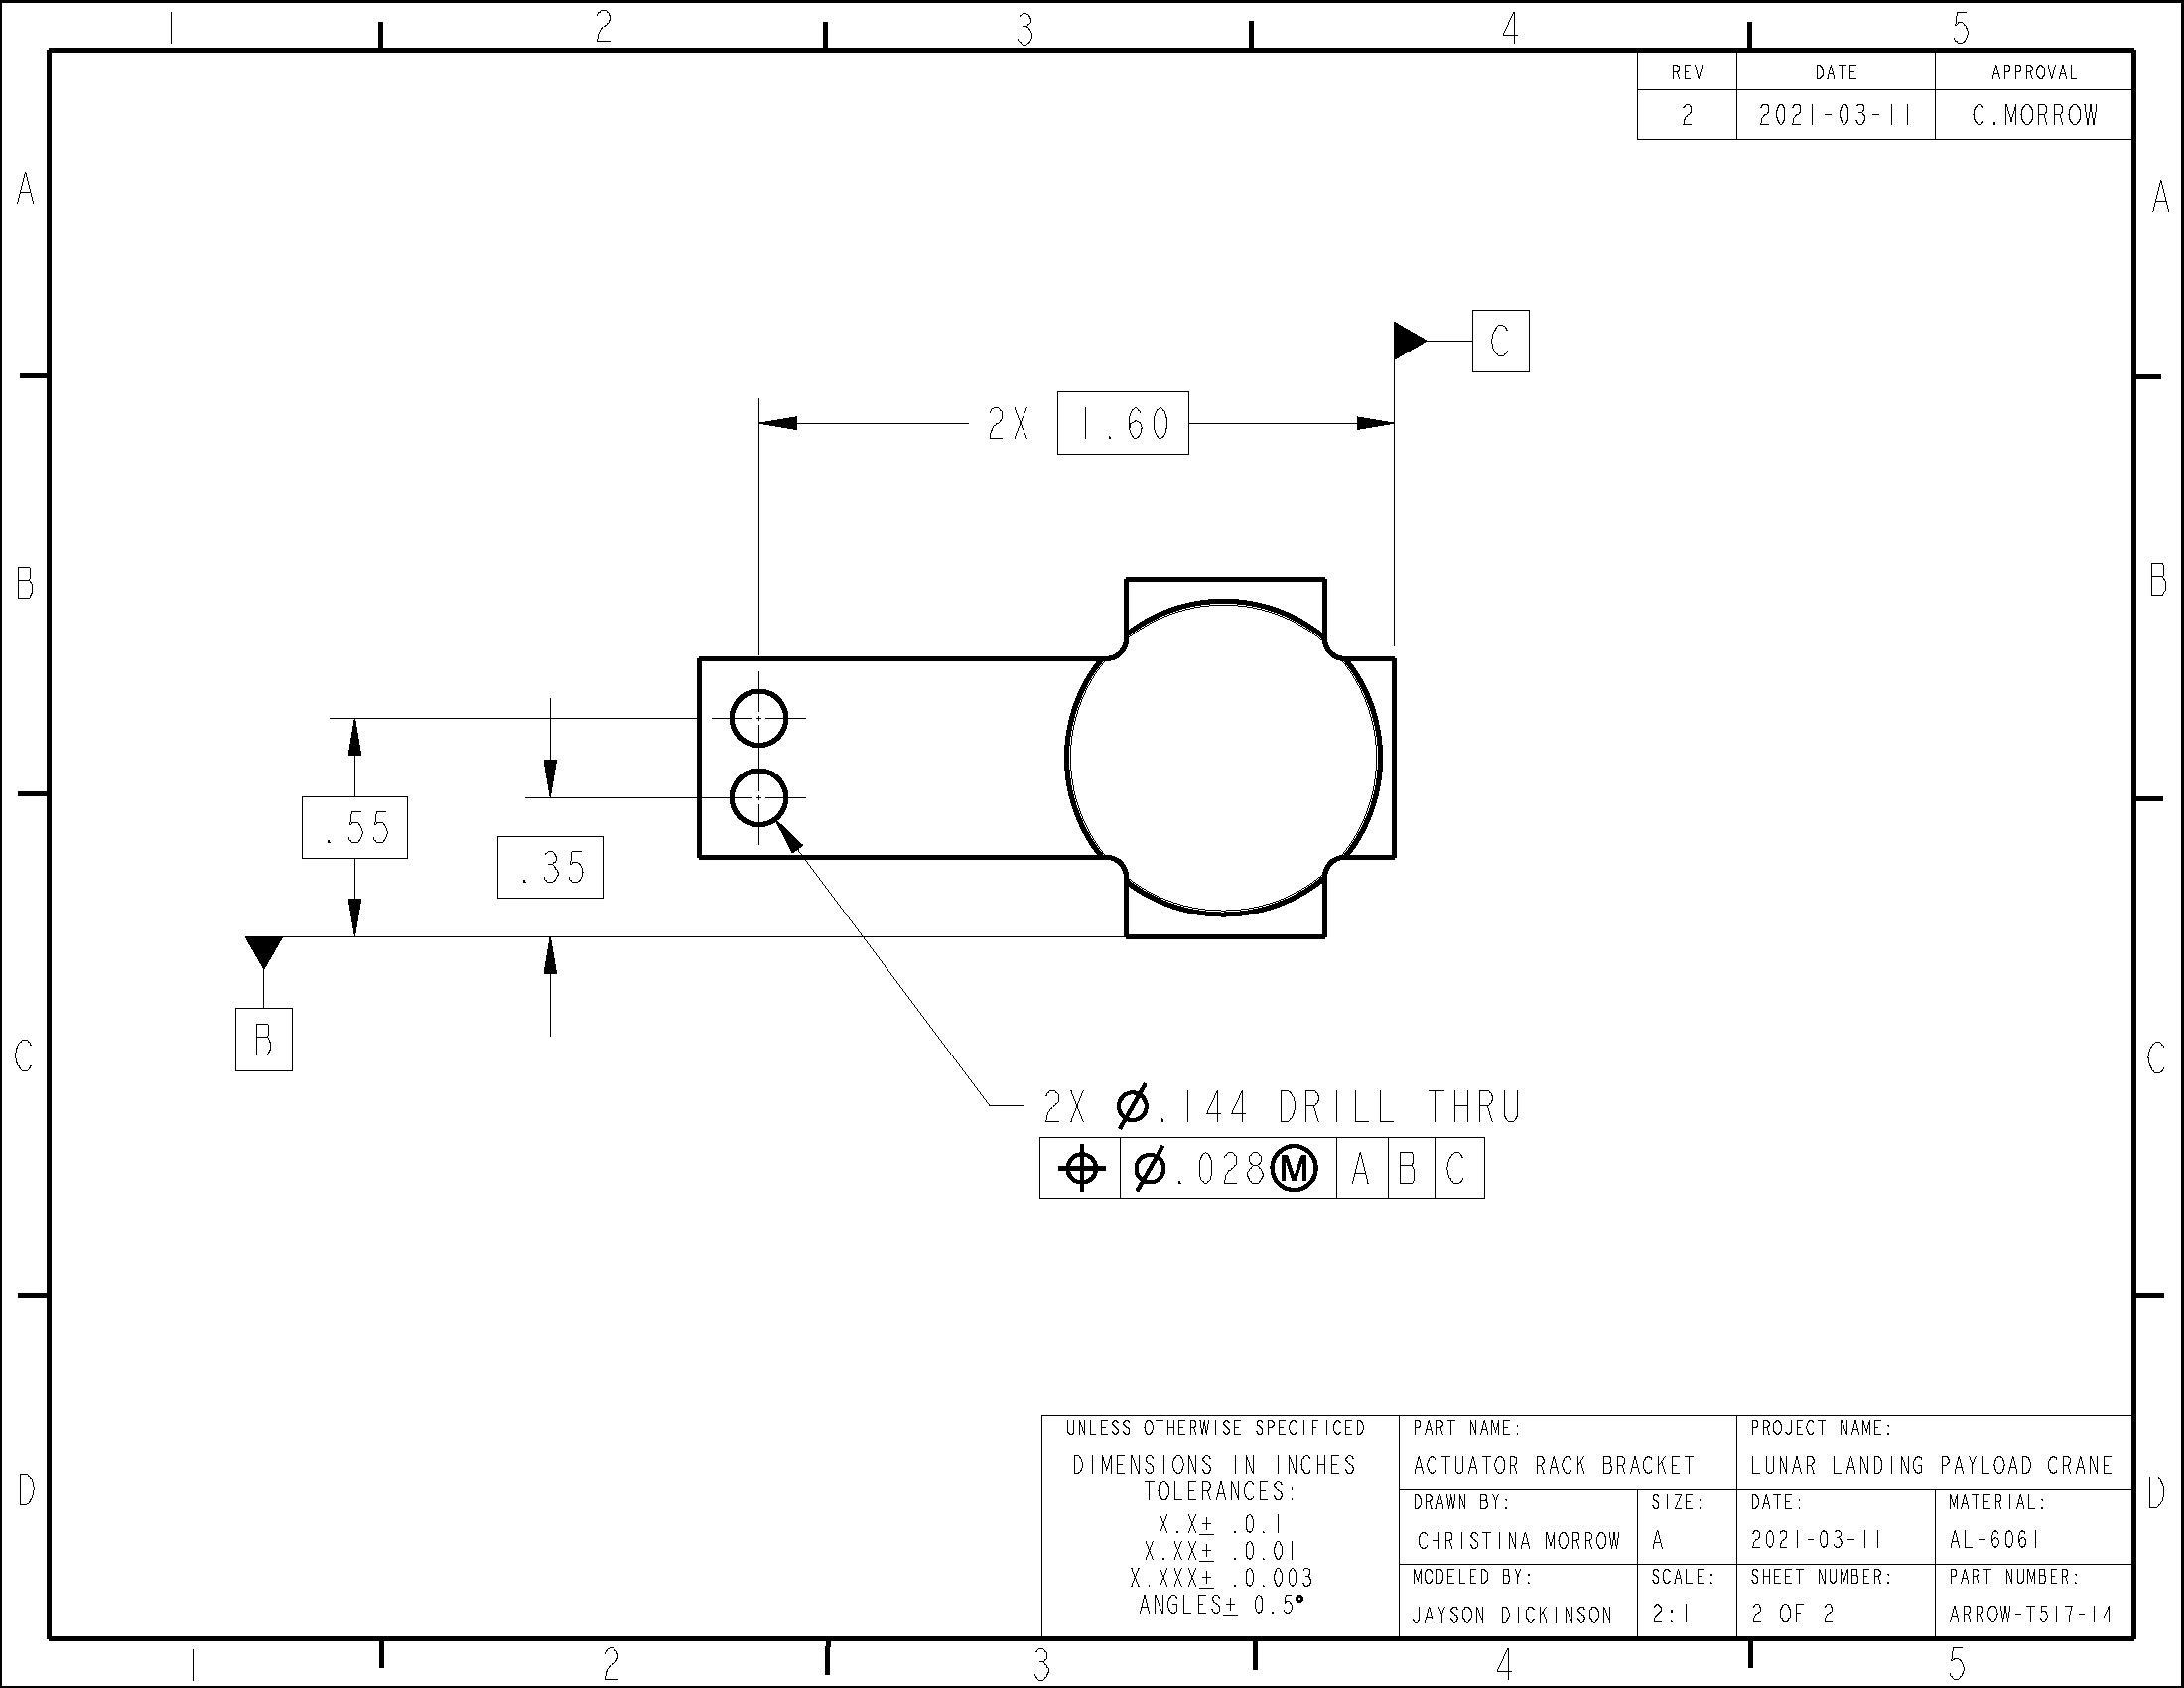 1 2 3 4 5
REV DATE APPROVAL
2 2021-03-11 C.MORROW
A A
C
2X 1.60
B B
.55
.35
B
C C
2X ⌀.144 DRILL THRU
⌖ ⌀.028Ⓜ A B C
UNLESS OTHERWISE SPECIFICED
DIMENSIONS IN INCHES
TOLERANCES:
X.X± .0.1
X.XX± .0.01
X.XXX± .0.003
ANGLES± 0.5°
PART NAME:
ACTUATOR RACK BRACKET
PROJECT NAME:
LUNAR LANDING PAYLOAD CRANE
DRAWN BY:
CHRISTINA MORROW
SIZE:
A
DATE:
2021-03-11
MATERIAL:
AL-6061
MODELED BY:
JAYSON DICKINSON
SCALE:
2:1
SHEET NUMBER:
2 OF 2
PART NUMBER:
ARROW-T517-14
D D
1 2 3 4 5